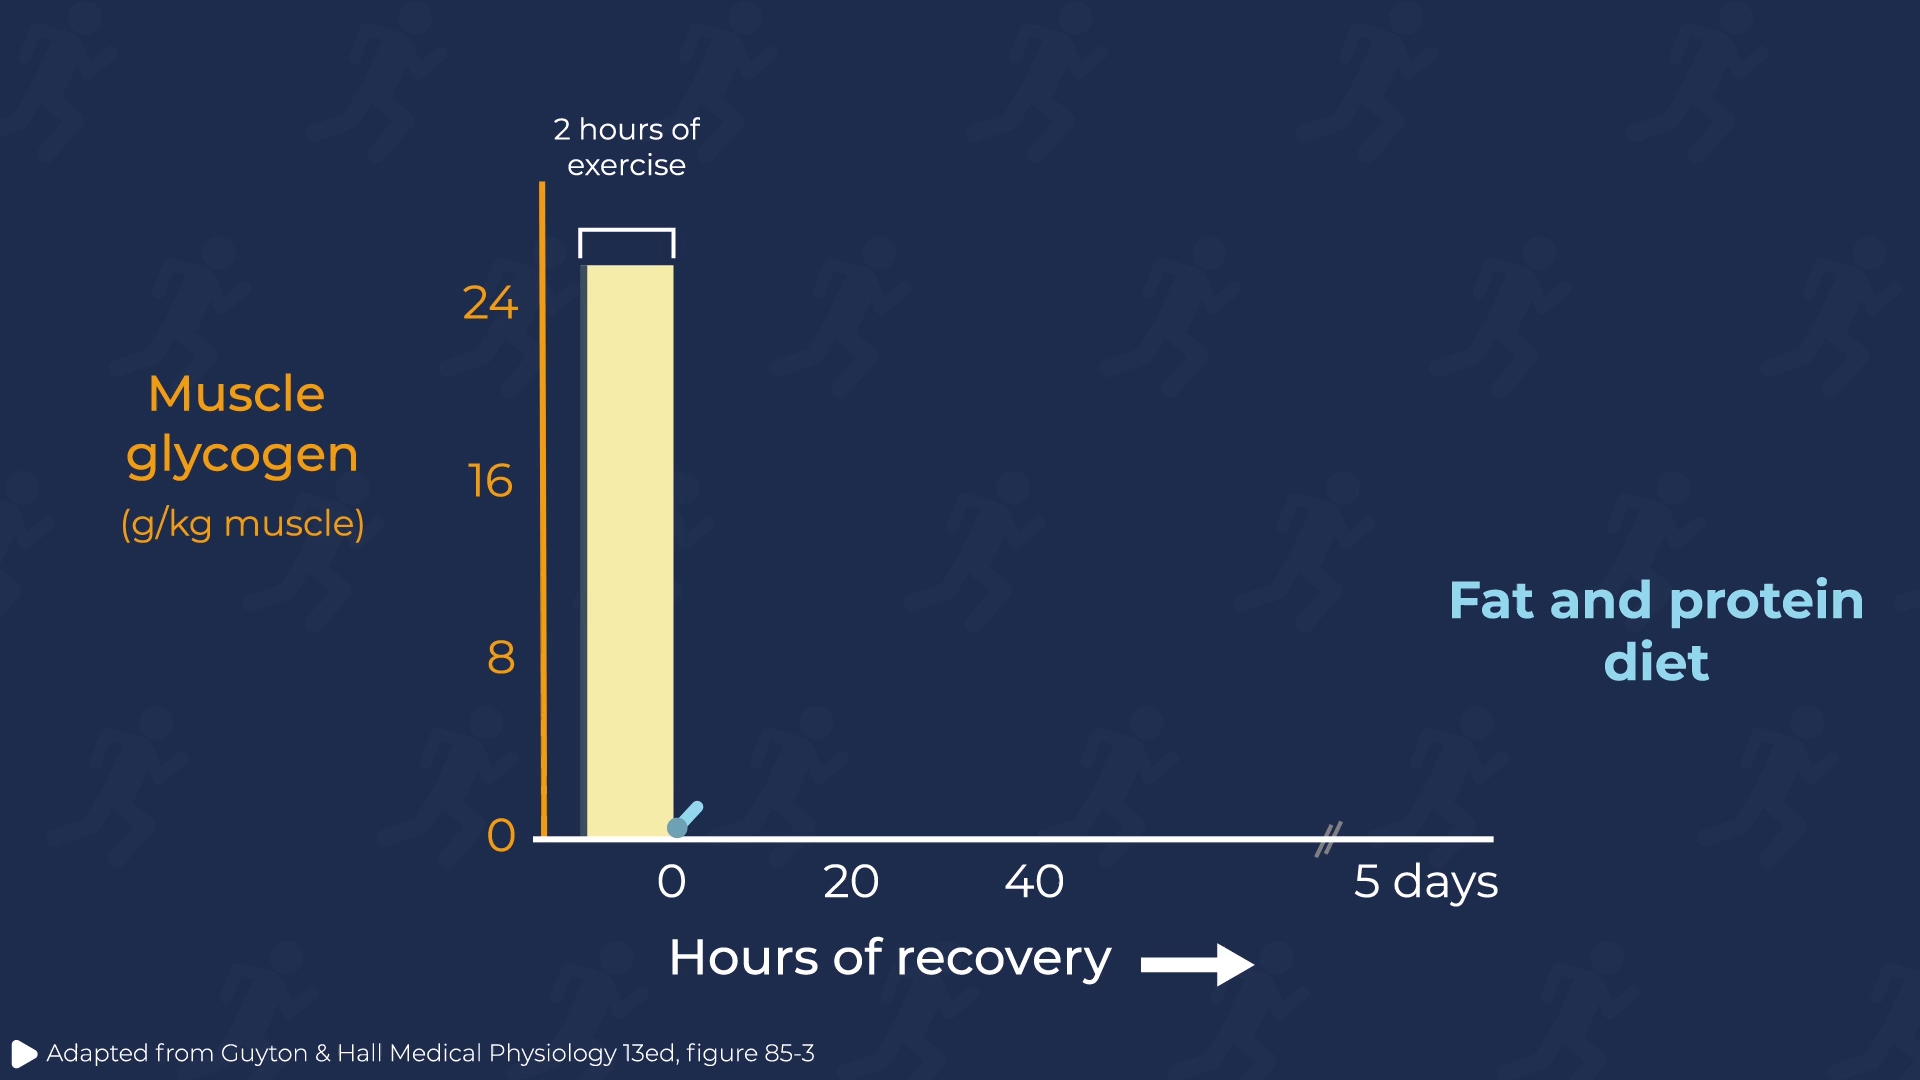 2 hours of
exercise
24
16
8
0
Muscle
glycogen
(g/kg muscle)
Fat and protein
diet
0 20 40 5 days
Hours of recovery
Adapted from Guyton & Hall Medical Physiology 13ed, figure 85-3